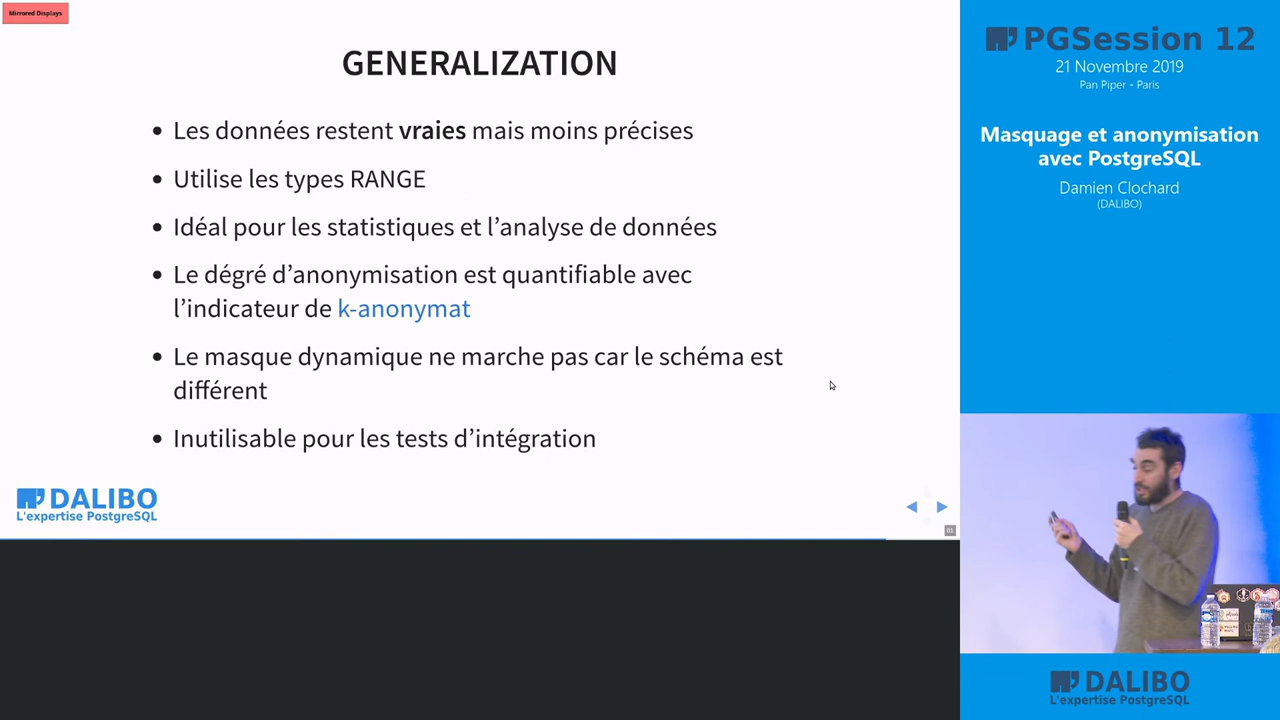 Mirrored Displays
GENERALIZATION
Les données restent vraies mais moins précises
Utilise les types RANGE
Idéal pour les statistiques et l'analyse de données
Le dégré d'anonymisation est quantifiable avec
l'indicateur de k-anonymat
Le masque dynamique ne marche pas car le schéma est
différent
Inutilisable pour les tests d'intégration
DALIBO
L'expertise PostgreSQL
61
PGSession 12
21 Novembre 2019
Pan Piper - Paris
Masquage et anonymisation
avec PostgreSQL
Damien Clochard
(DALIBO)
DALIBO
L'expertise PostgreSQL